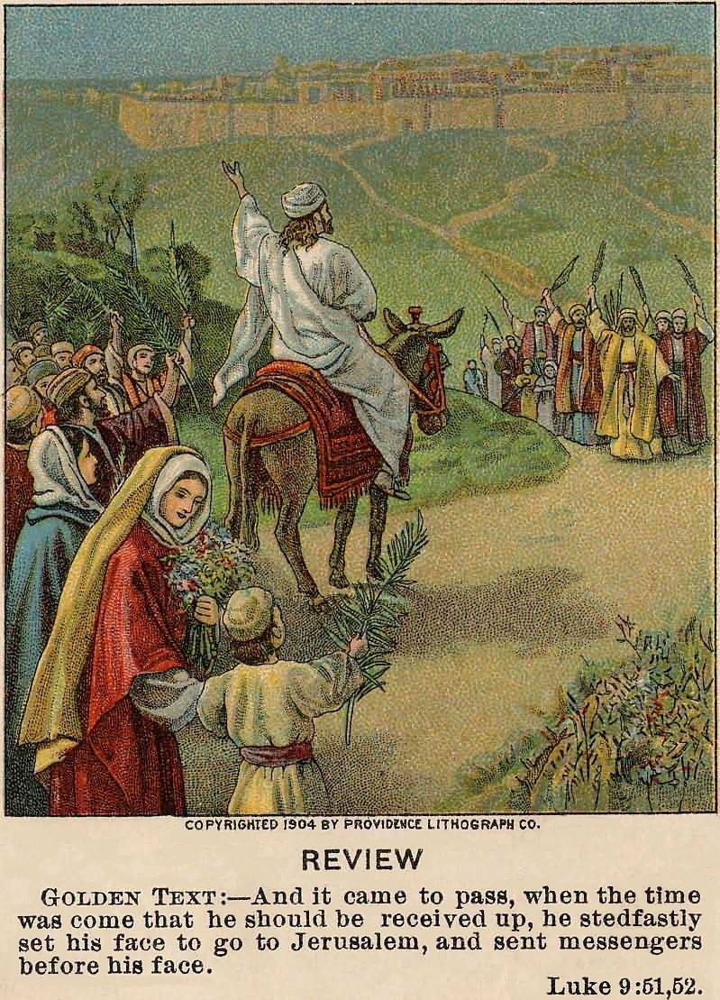 COPYRIGHTED 1904 BY PROVIDENCE LITHOGRAPH CO.
REVIEW
GOLDEN TEXT:—And it came to pass, when the time
was come that he should be received up, he stedfastly
set his face to go to Jerusalem, and sent messengers
before his face.
Luke 9:51,52.